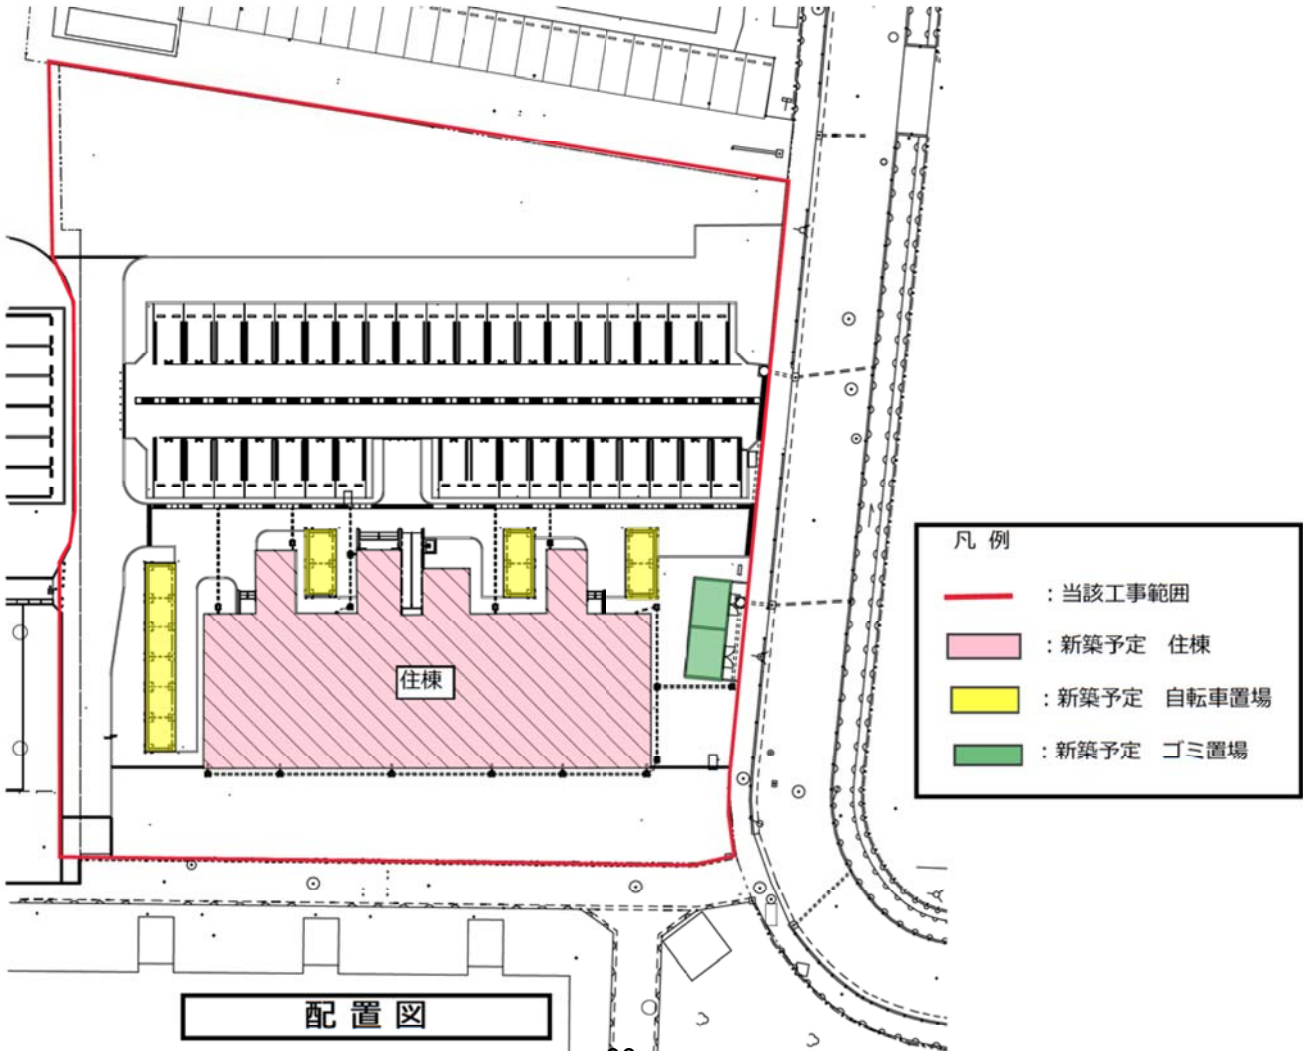 凡 例
：当該工事範囲
：新築予定　住棟
：新築予定　自転車置場
：新築予定　ゴミ置場
住棟
配 置 図